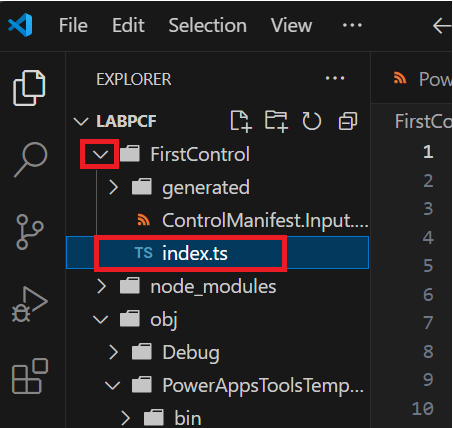 File Edit Selection View ...
EXPLORER ...
Pow
LABPCF
FirstCo
FirstControl
1
generated
2
ControlManifest.Input....
3
4
TS index.ts
5
node_modules
6
obj
7
Debug
8
PowerAppsToolsTemp...
9
bin
10